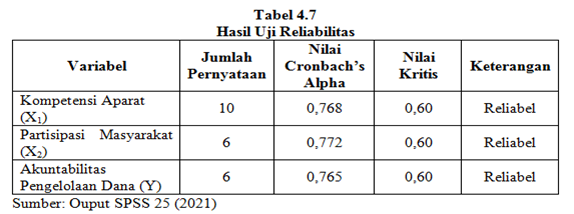 Tabel 4.7
Hasil Uji Reliabilitas
Variabel Jumlah Pernyataan Nilai Cronbach's Alpha Nilai Kritis Keterangan
Kompetensi Aparat (X₁) 10 0,768 0,60 Reliabel
Partisipasi Masyarakat (X₂) 6 0,772 0,60 Reliabel
Akuntabilitas Pengelolaan Dana (Y) 6 0,765 0,60 Reliabel
Sumber: Ouput SPSS 25 (2021)